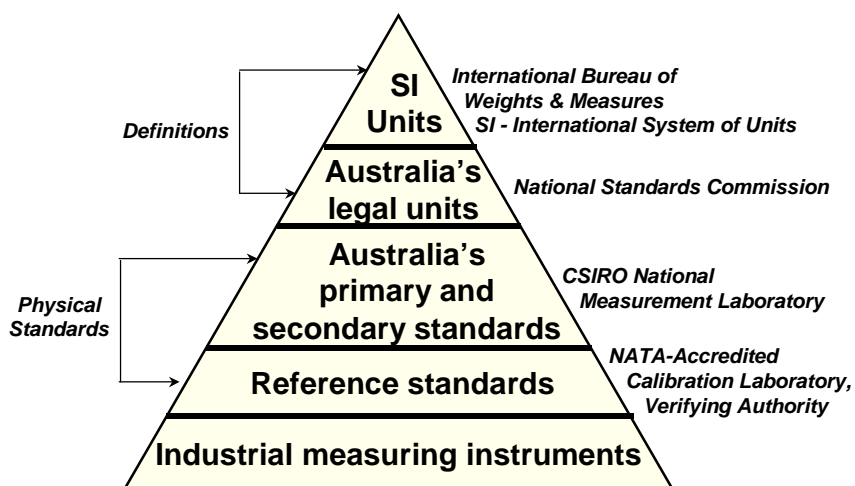 SI
Units
International Bureau of
Weights & Measures
SI - International System of Units
Definitions
Australia's
legal units
National Standards Commission
Australia's
primary and
secondary standards
CSIRO National
Measurement Laboratory
Physical
Standards
Reference standards
NATA-Accredited
Calibration Laboratory,
Verifying Authority
Industrial measuring instruments